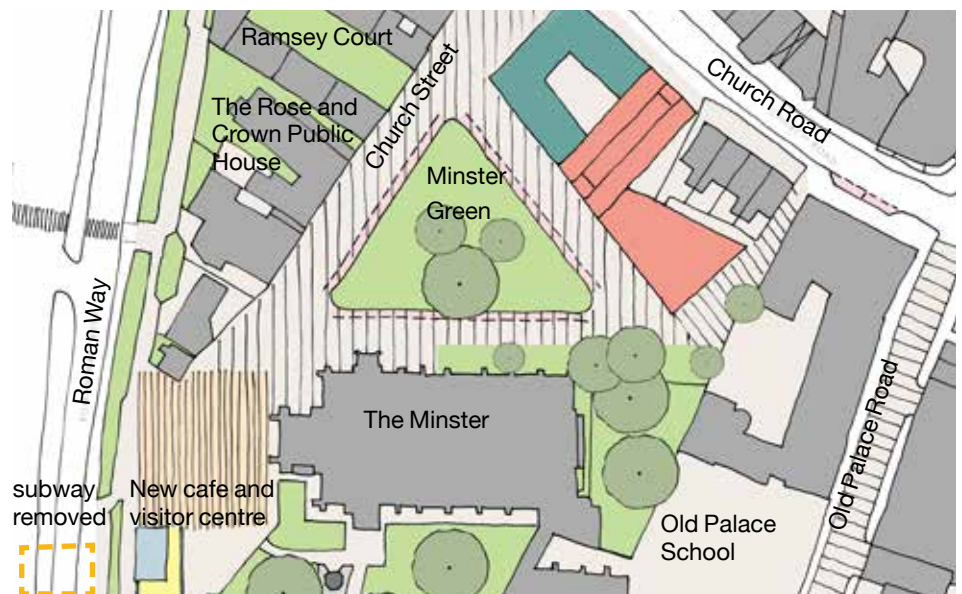 Ramsey Court
Church Street
Church Road
The Rose and
Crown Public
House
Minster
Green
Roman Way
The Minster
Old Palace Road
subway
removed
New cafe and
visitor centre
Old Palace
School